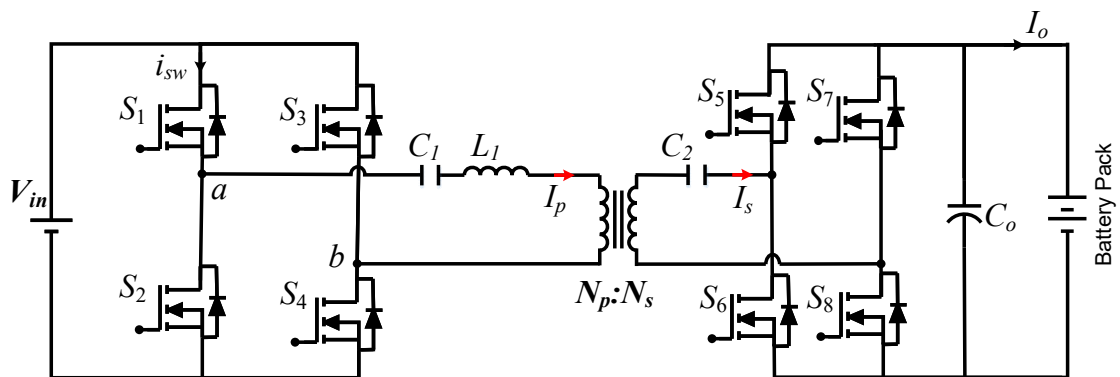 I_o
i_sw
S_1
S_3
S_5
S_7
C_1
L_1
C_2
V_in
a
I_p
I_s
C_o
Battery Pack
b
N_p:N_s
S_2
S_4
S_6
S_8